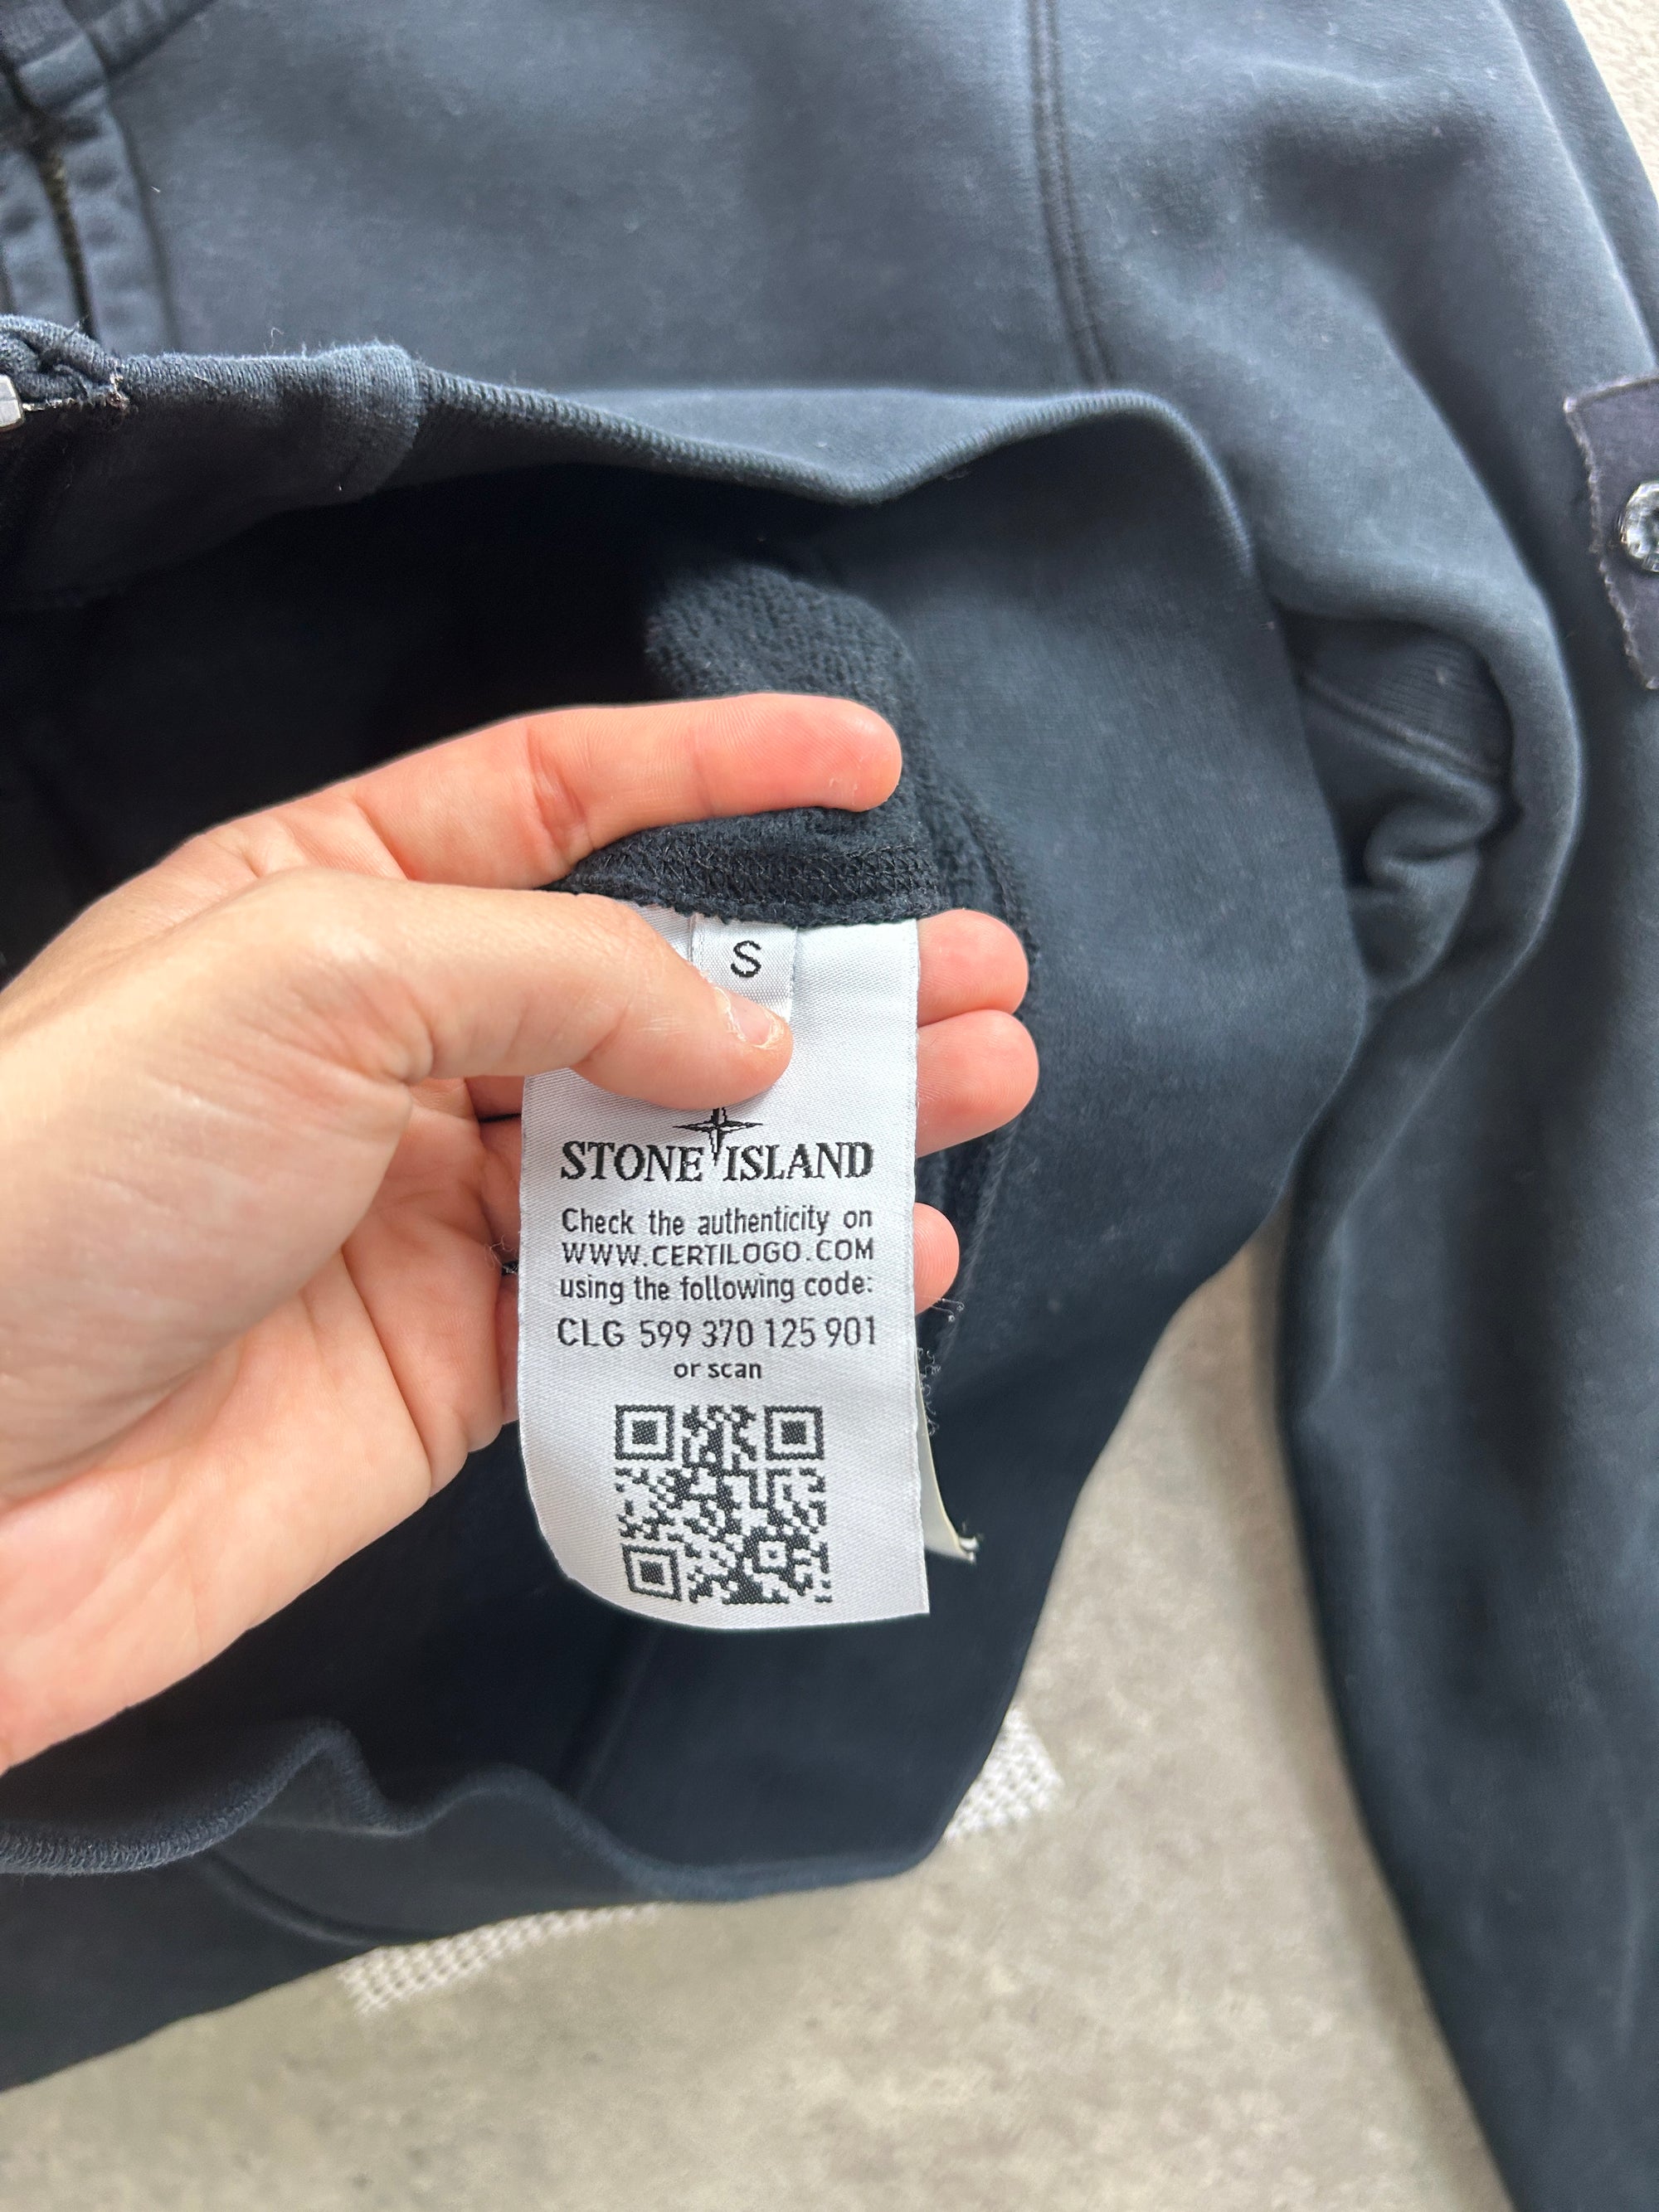 S
STONE ISLAND
Check the authenticity on
WWW.CERTILOGO.COM
using the following code:
CLG 599 370 125 901
or scan